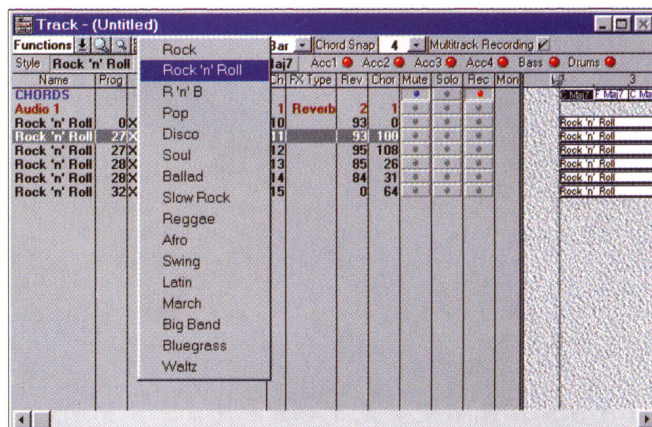 Track - (Untitled)
Functions Bar Chord Snap 4 Multitrack Recording
Style Rock 'n' Roll Maj7 Acc1 Acc2 Acc3 Acc4 Bass Drums
Name Prog Ch FX Type Rev Chor Mute Solo Rec Mon 3
CHORDS C Maj7 F Maj7 C Ma
Audio 1 1 Reverb 2 1
Rock 'n' Roll 0 X 10 93 0 Rock 'n' Roll
Rock 'n' Roll 27 X 11 93 100 Rock 'n' Roll
Rock 'n' Roll 27 X 12 95 108 Rock 'n' Roll
Rock 'n' Roll 28 X 13 85 26 Rock 'n' Roll
Rock 'n' Roll 28 X 14 84 31 Rock 'n' Roll
Rock 'n' Roll 32 X 15 0 64 Rock 'n' Roll
Rock
Rock 'n' Roll
R 'n' B
Pop
Disco
Soul
Ballad
Slow Rock
Reggae
Afro
Swing
Latin
March
Big Band
Bluegrass
Waltz